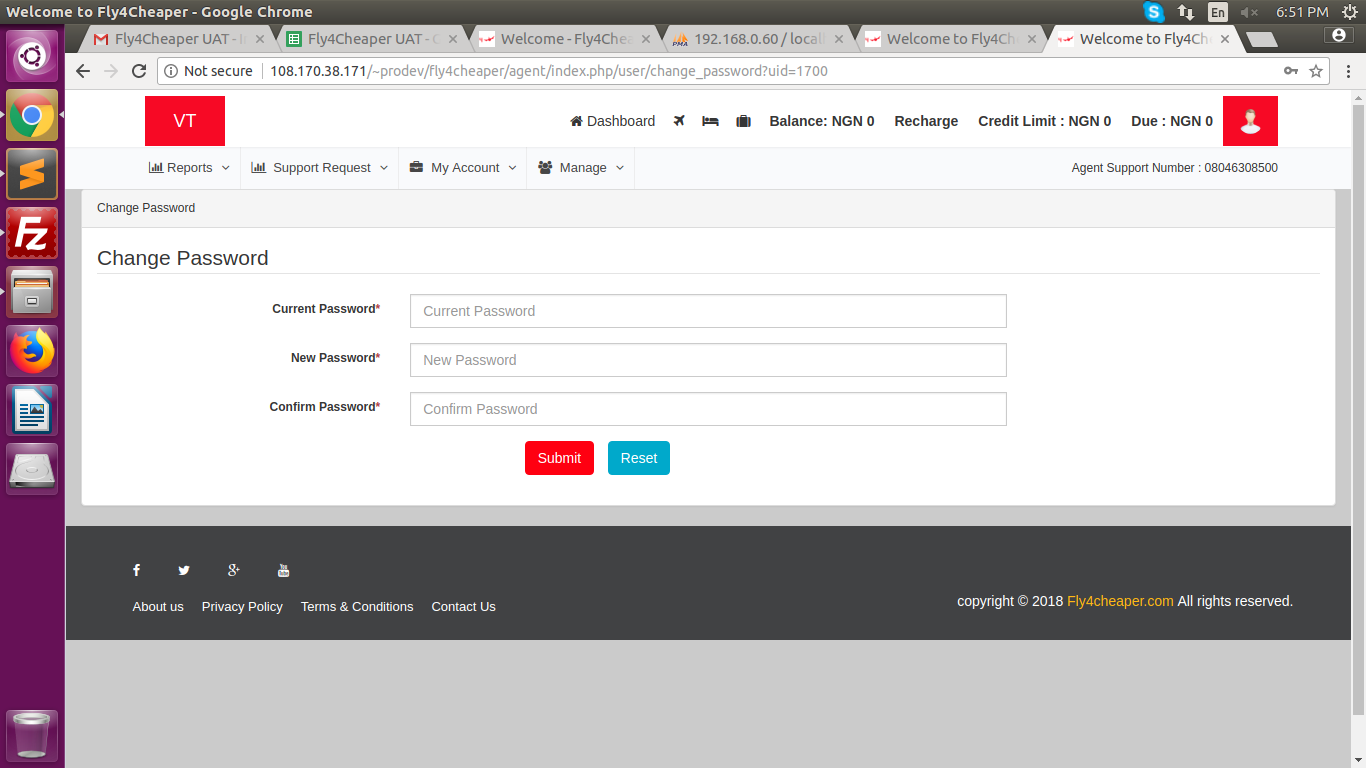 Welcome to Fly4Cheaper - Google Chrome
En
6:51 PM
Fly4Cheaper UAT - I
Fly4Cheaper UAT - C
Welcome - Fly4Chea
PMA
192.168.0.60 / local
Welcome to Fly4Ch
Welcome to Fly4Ch
Not secure
108.170.38.171/~prodev/fly4cheaper/agent/index.php/user/change_password?uid=1700
VT
Dashboard
Balance: NGN 0
Recharge
Credit Limit : NGN 0
Due : NGN 0
Reports
Support Request
My Account
Manage
Agent Support Number : 08046308500
Change Password
Change Password
Current Password*
Current Password
New Password*
New Password
Confirm Password*
Confirm Password
Submit
Reset
About us
Privacy Policy
Terms & Conditions
Contact Us
copyright © 2018 Fly4cheaper.com All rights reserved.